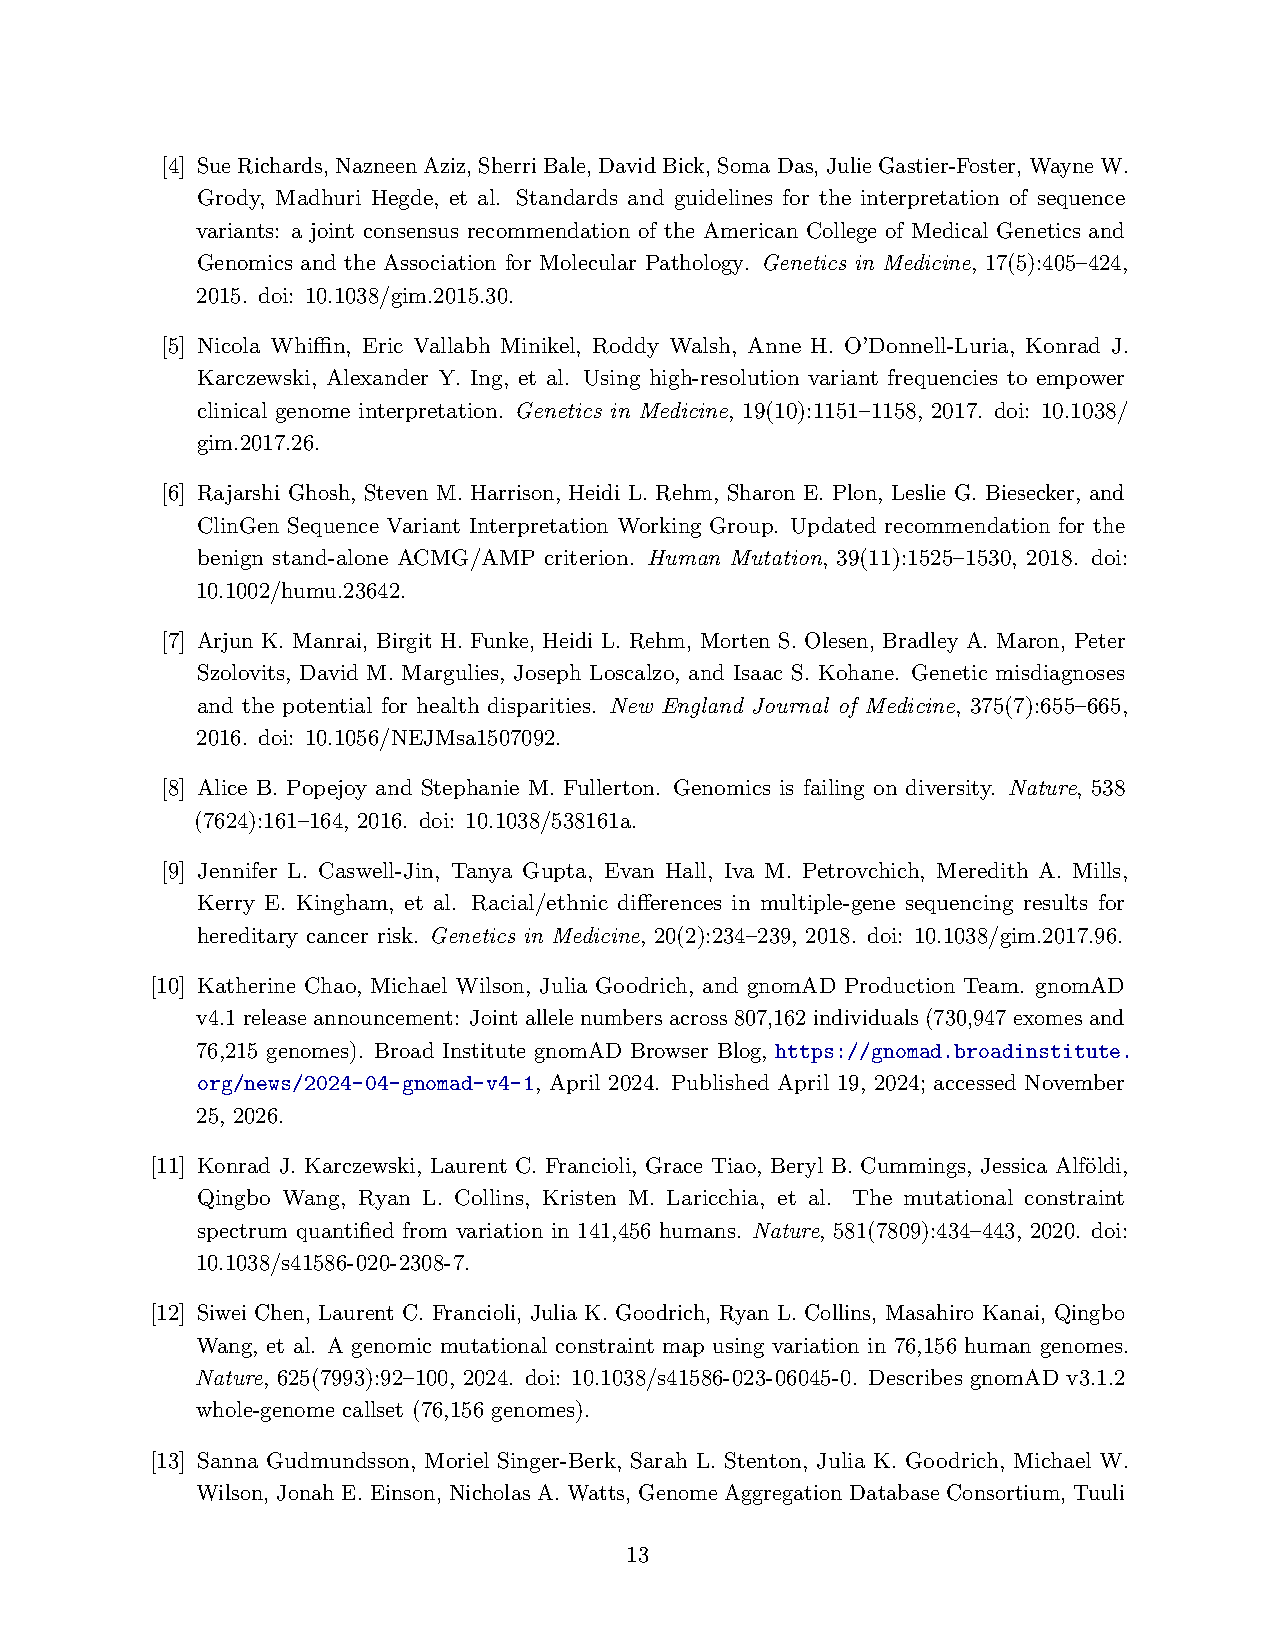 [4] Sue Richards, Nazneen Aziz, Sherri Bale, David Bick, Soma Das, Julie Gastier-Foster, Wayne W.
Grody, Madhuri Hegde, et al. Standards and guidelines for the interpretation of sequence
variants: a joint consensus recommendation of the American College of Medical Genetics and
Genomics and the Association for Molecular Pathology. Genetics in Medicine, 17(5):405–424,
2015. doi: 10.1038/gim.2015.30.
[5] Nicola Whiffin, Eric Vallabh Minikel, Roddy Walsh, Anne H. O’Donnell-Luria, Konrad J.
Karczewski, Alexander Y. Ing, et al. Using high-resolution variant frequencies to empower
clinical genome interpretation. Genetics in Medicine, 19(10):1151–1158, 2017. doi: 10.1038/
gim.2017.26.
[6] Rajarshi Ghosh, Steven M. Harrison, Heidi L. Rehm, Sharon E. Plon, Leslie G. Biesecker, and
ClinGen Sequence Variant Interpretation Working Group. Updated recommendation for the
benign stand-alone ACMG/AMP criterion. Human Mutation, 39(11):1525–1530, 2018. doi:
10.1002/humu.23642.
[7] Arjun K. Manrai, Birgit H. Funke, Heidi L. Rehm, Morten S. Olesen, Bradley A. Maron, Peter
Szolovits, David M. Margulies, Joseph Loscalzo, and Isaac S. Kohane. Genetic misdiagnoses
and the potential for health disparities. New England Journal of Medicine, 375(7):655–665,
2016. doi: 10.1056/NEJMsa1507092.
[8] Alice B. Popejoy and Stephanie M. Fullerton. Genomics is failing on diversity. Nature, 538
(7624):161–164, 2016. doi: 10.1038/538161a.
[9] Jennifer L. Caswell-Jin, Tanya Gupta, Evan Hall, Iva M. Petrovchich, Meredith A. Mills,
Kerry E. Kingham, et al. Racial/ethnic differences in multiple-gene sequencing results for
hereditary cancer risk. Genetics in Medicine, 20(2):234–239, 2018. doi: 10.1038/gim.2017.96.
[10] Katherine Chao, Michael Wilson, Julia Goodrich, and gnomAD Production Team. gnomAD
v4.1 release announcement: Joint allele numbers across 807,162 individuals (730,947 exomes and
76,215 genomes). Broad Institute gnomAD Browser Blog, https://gnomad.broadinstitute.
org/news/2024-04-gnomad-v4-1, April 2024. Published April 19, 2024; accessed November
25, 2026.
[11] Konrad J. Karczewski, Laurent C. Francioli, Grace Tiao, Beryl B. Cummings, Jessica Alföldi,
Qingbo Wang, Ryan L. Collins, Kristen M. Laricchia, et al. The mutational constraint
spectrum quantified from variation in 141,456 humans. Nature, 581(7809):434–443, 2020. doi:
10.1038/s41586-020-2308-7.
[12] Siwei Chen, Laurent C. Francioli, Julia K. Goodrich, Ryan L. Collins, Masahiro Kanai, Qingbo
Wang, et al. A genomic mutational constraint map using variation in 76,156 human genomes.
Nature, 625(7993):92–100, 2024. doi: 10.1038/s41586-023-06045-0. Describes gnomAD v3.1.2
whole-genome callset (76,156 genomes).
[13] Sanna Gudmundsson, Moriel Singer-Berk, Sarah L. Stenton, Julia K. Goodrich, Michael W.
Wilson, Jonah E. Einson, Nicholas A. Watts, Genome Aggregation Database Consortium, Tuuli
13